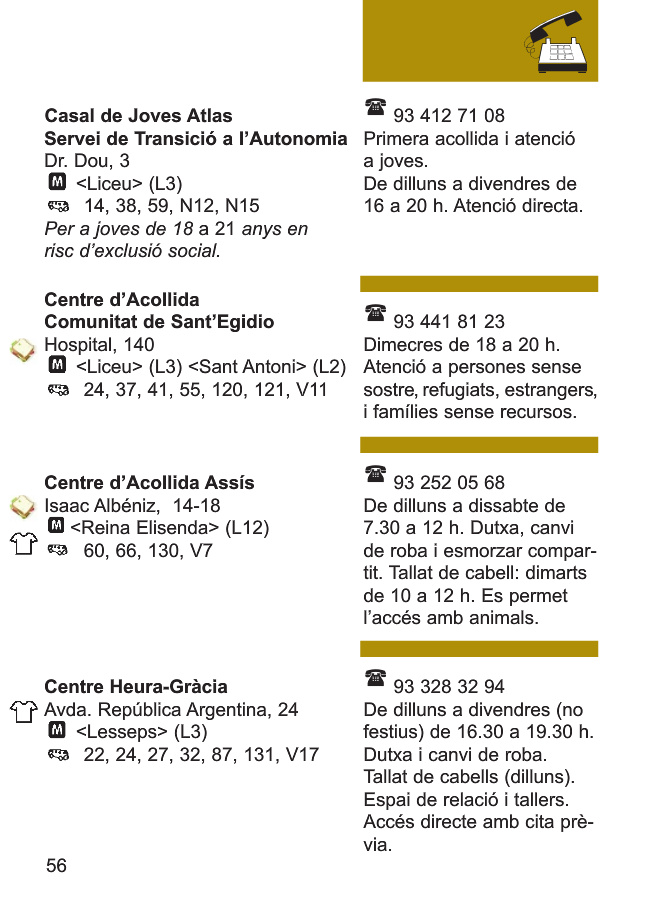 Casal de Joves Atlas
Servei de Transició a l’Autonomia
Dr. Dou, 3
M <Liceu> (L3)
14, 38, 59, N12, N15
Per a joves de 18 a 21 anys en
risc d’exclusió social.
93 412 71 08
Primera acollida i atenció
a joves.
De dilluns a divendres de
16 a 20 h. Atenció directa.
Centre d’Acollida
Comunitat de Sant’Egidio
Hospital, 140
M <Liceu> (L3) <Sant Antoni> (L2)
24, 37, 41, 55, 120, 121, V11
93 441 81 23
Dimecres de 18 a 20 h.
Atenció a persones sense
sostre, refugiats, estrangers,
i famílies sense recursos.
Centre d’Acollida Assís
Isaac Albéniz, 14-18
M <Reina Elisenda> (L12)
60, 66, 130, V7
93 252 05 68
De dilluns a dissabte de
7.30 a 12 h. Dutxa, canvi
de roba i esmorzar compar-
tit. Tallat de cabell: dimarts
de 10 a 12 h. Es permet
l’accés amb animals.
Centre Heura-Gràcia
Avda. República Argentina, 24
M <Lesseps> (L3)
22, 24, 27, 32, 87, 131, V17
93 328 32 94
De dilluns a divendres (no
festius) de 16.30 a 19.30 h.
Dutxa i canvi de roba.
Tallat de cabells (dilluns).
Espai de relació i tallers.
Accés directe amb cita prè-
via.
56